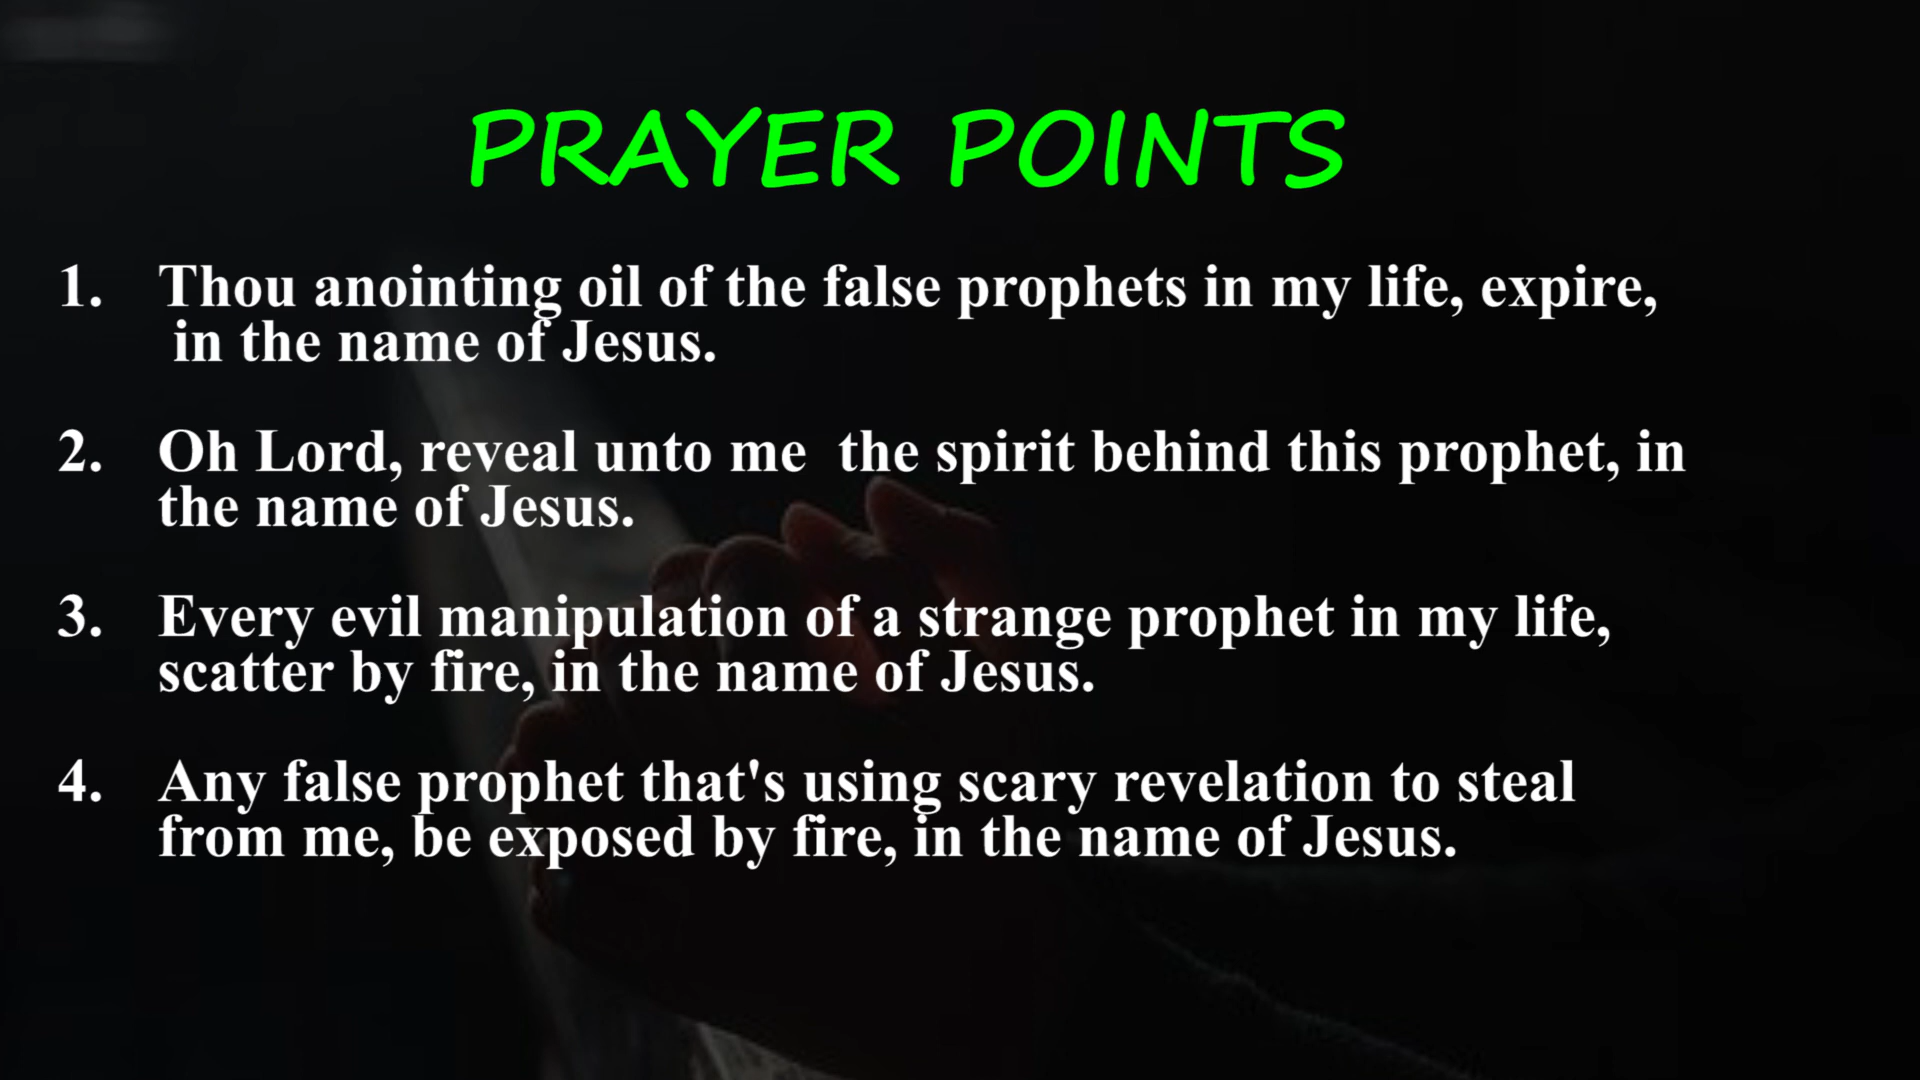 PRAYER POINTS
1. Thou anointing oil of the false prophets in my life, expire,
in the name of Jesus.
2. Oh Lord, reveal unto me the spirit behind this prophet, in
the name of Jesus.
3. Every evil manipulation of a strange prophet in my life,
scatter by fire, in the name of Jesus.
4. Any false prophet that's using scary revelation to steal
from me, be exposed by fire, in the name of Jesus.